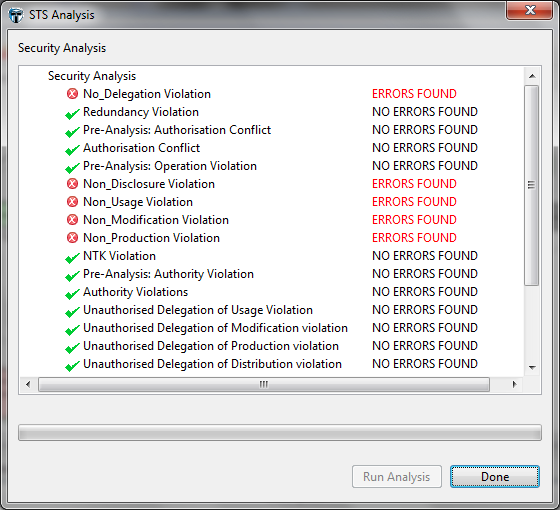 STS Analysis
Security Analysis
Security Analysis
No_Delegation Violation ERRORS FOUND
Redundancy Violation NO ERRORS FOUND
Pre-Analysis: Authorisation Conflict NO ERRORS FOUND
Authorisation Conflict NO ERRORS FOUND
Pre-Analysis: Operation Violation NO ERRORS FOUND
Non_Disclosure Violation ERRORS FOUND
Non_Usage Violation ERRORS FOUND
Non_Modification Violation ERRORS FOUND
Non_Production Violation ERRORS FOUND
NTK Violation NO ERRORS FOUND
Pre-Analysis: Authority Violation NO ERRORS FOUND
Authority Violations NO ERRORS FOUND
Unauthorised Delegation of Usage Violation NO ERRORS FOUND
Unauthorised Delegation of Modification violation NO ERRORS FOUND
Unauthorised Delegation of Production violation NO ERRORS FOUND
Unauthorised Delegation of Distribution violation NO ERRORS FOUND
Run Analysis Done